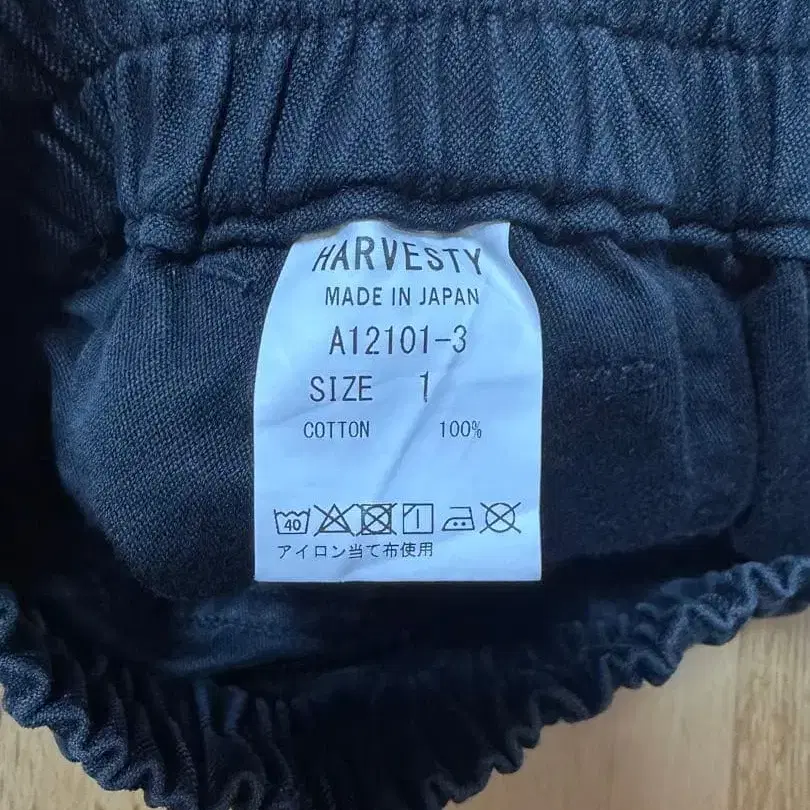 HARVESTY
MADE IN JAPAN
A12101-3
SIZE 1
COTTON 100%
40
アイロン当て布使用